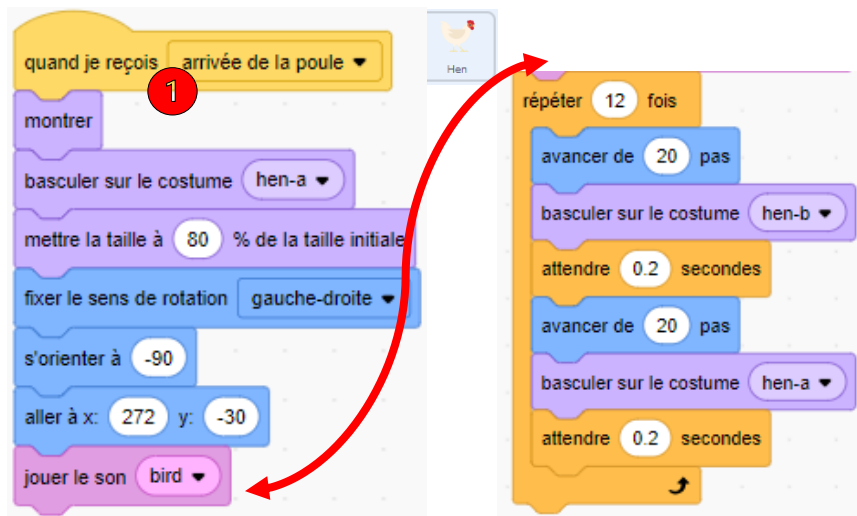 quand je reçois arrivée de la poule
1
montrer
basculer sur le costume hen-a
mettre la taille à 80 % de la taille initiale
fixer le sens de rotation gauche-droite
s'orienter à -90
aller à x: 272 y: -30
jouer le son bird
Hen
répéter 12 fois
avancer de 20 pas
basculer sur le costume hen-b
attendre 0.2 secondes
avancer de 20 pas
basculer sur le costume hen-a
attendre 0.2 secondes